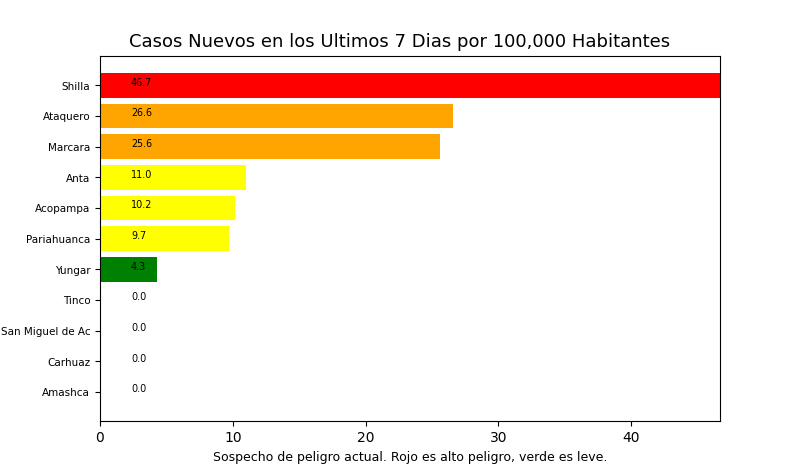 Casos Nuevos en los Ultimos 7 Dias por 100,000 Habitantes
Shilla 46.7
Ataquero 26.6
Marcara 25.6
Anta 11.0
Acopampa 10.2
Pariahuanca 9.7
Yungar 4.3
Tinco 0.0
San Miguel de Ac 0.0
Carhuaz 0.0
Amashca 0.0
0 10 20 30 40
Sospecho de peligro actual. Rojo es alto peligro, verde es leve.